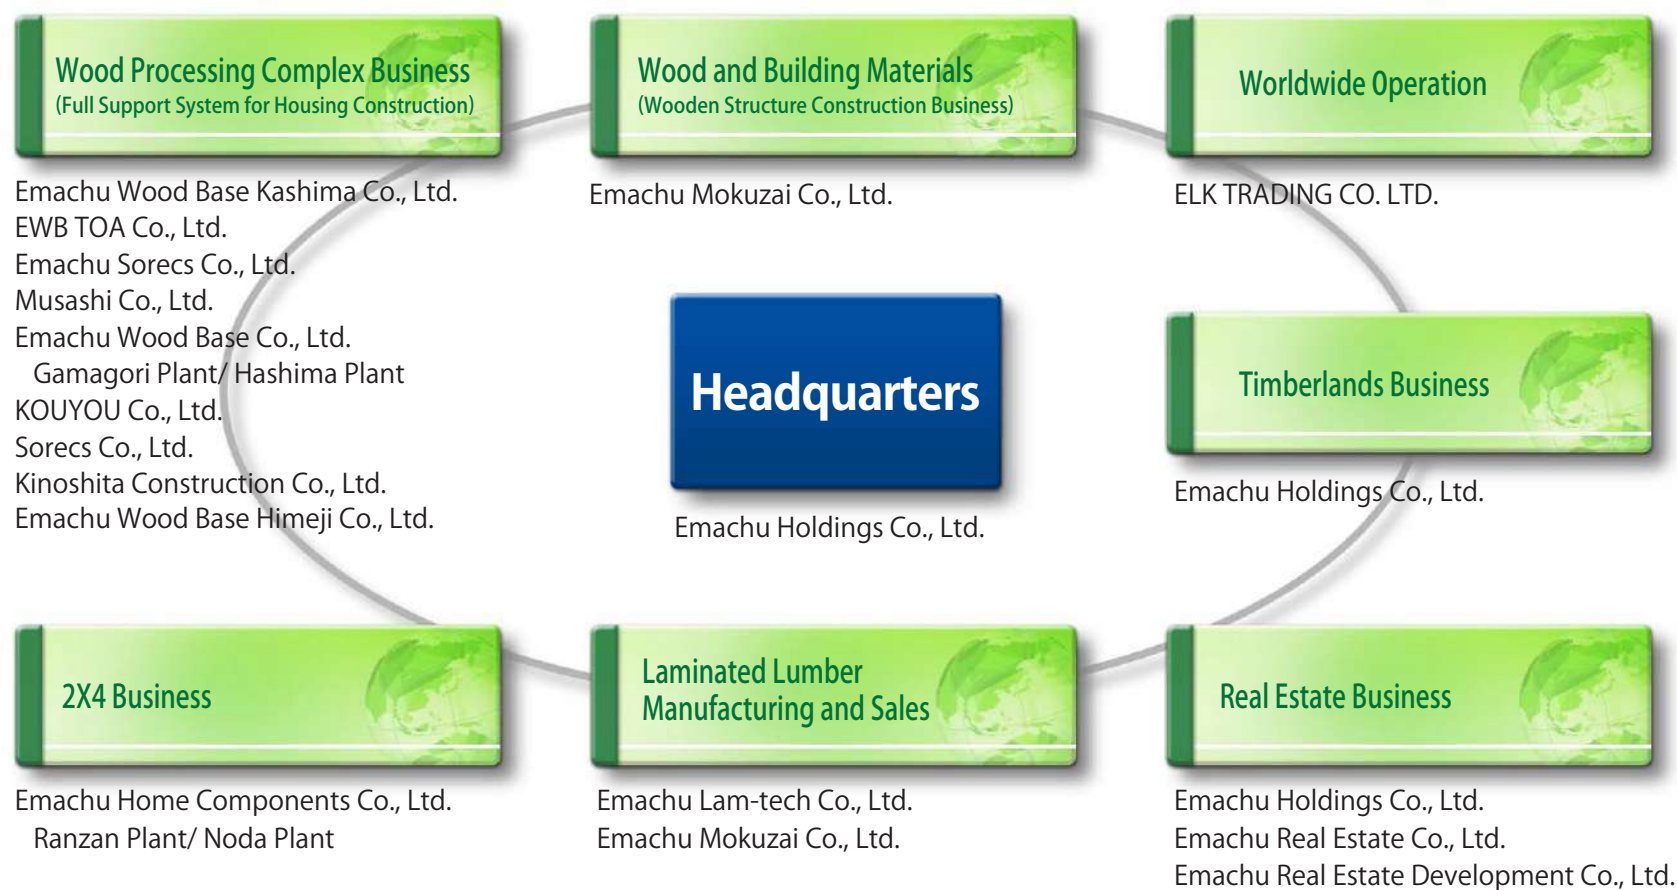 Wood Processing Complex Business
(Full Support System for Housing Construction)
Emachu Wood Base Kashima Co., Ltd.
EWB TOA Co., Ltd.
Emachu Sorecs Co., Ltd.
Musashi Co., Ltd.
Emachu Wood Base Co., Ltd.
Gamagori Plant/ Hashima Plant
KOUYOU Co., Ltd.
Sorecs Co., Ltd.
Kinoshita Construction Co., Ltd.
Emachu Wood Base Himeji Co., Ltd.
Wood and Building Materials
(Wooden Structure Construction Business)
Emachu Mokuzai Co., Ltd.
Worldwide Operation
ELK TRADING CO. LTD.
Headquarters
Emachu Holdings Co., Ltd.
Timberlands Business
Emachu Holdings Co., Ltd.
2X4 Business
Emachu Home Components Co., Ltd.
Ranzan Plant/ Noda Plant
Laminated Lumber
Manufacturing and Sales
Emachu Lam-tech Co., Ltd.
Emachu Mokuzai Co., Ltd.
Real Estate Business
Emachu Holdings Co., Ltd.
Emachu Real Estate Co., Ltd.
Emachu Real Estate Development Co., Ltd.